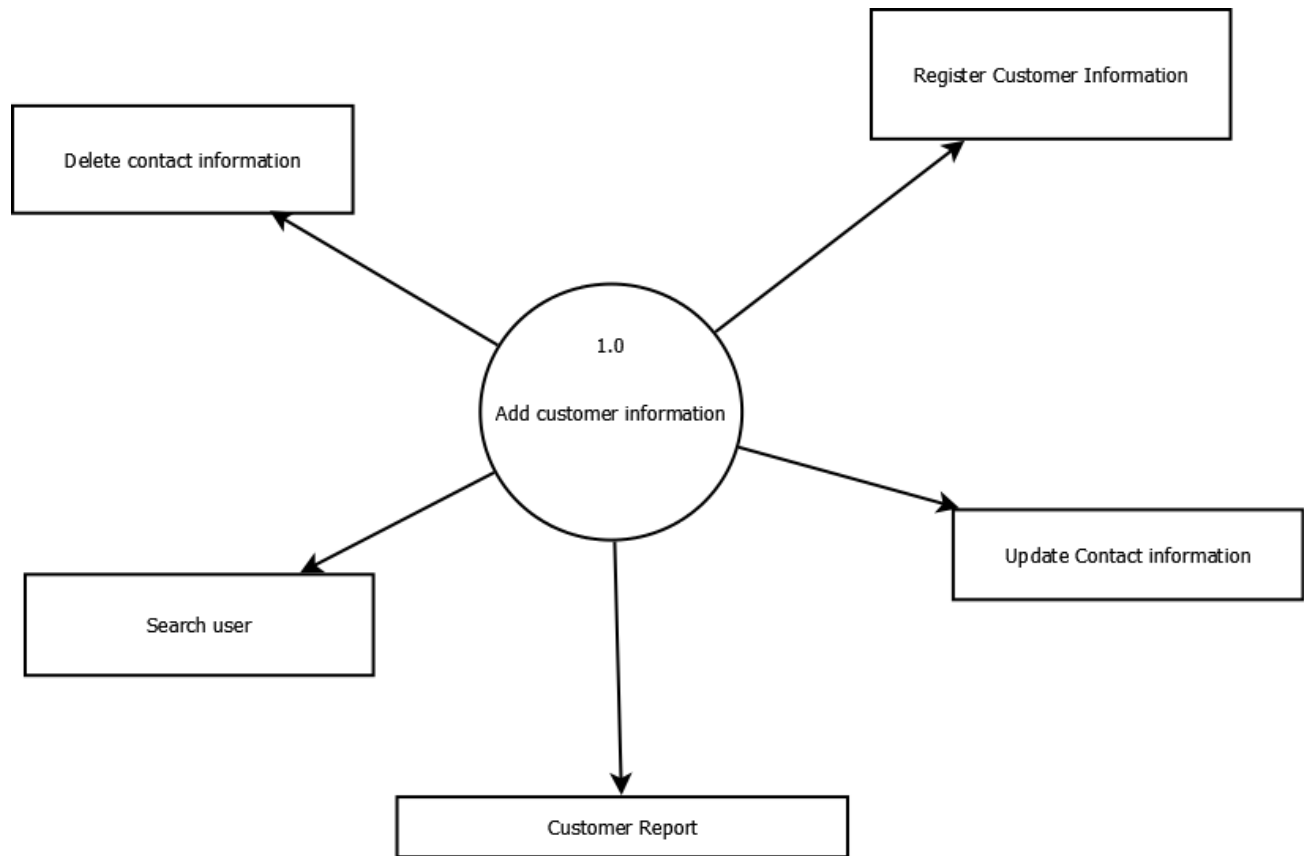 Register Customer Information
Delete contact information
1.0
Add customer information
Update Contact information
Search user
Customer Report